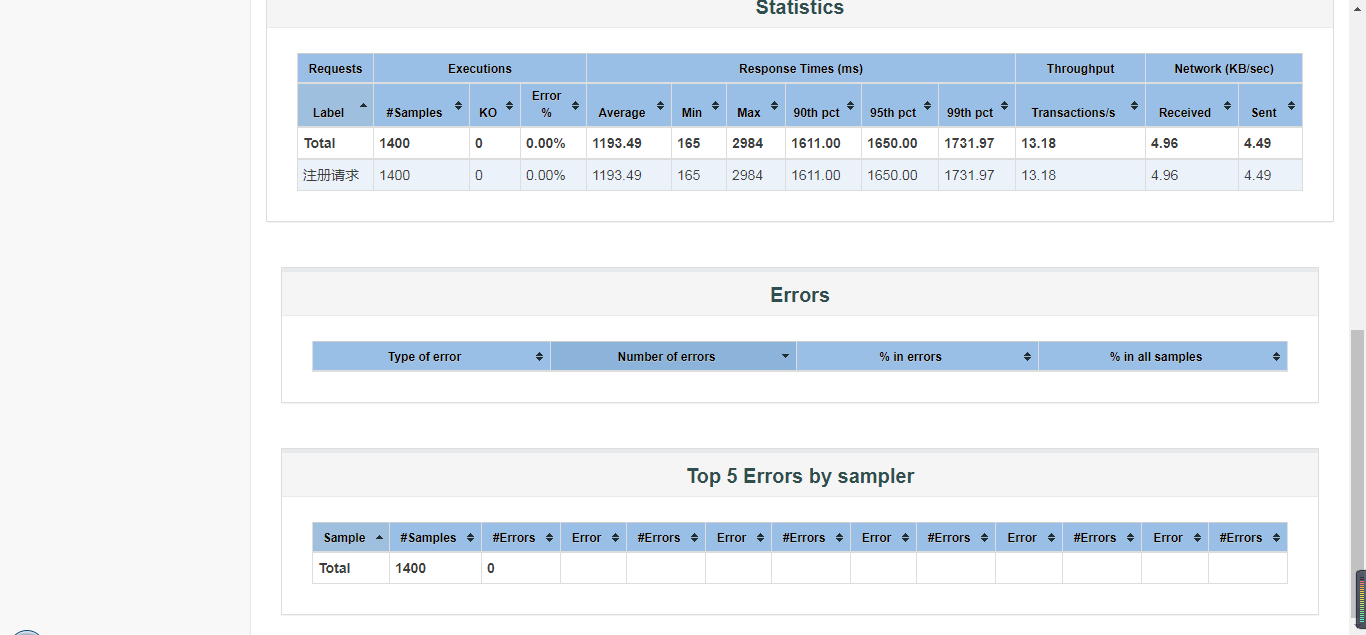 Statistics
Requests Executions Response Times (ms) Throughput Network (KB/sec)
Label #Samples KO Error % Average Min Max 90th pct 95th pct 99th pct Transactions/s Received Sent
Total 1400 0 0.00% 1193.49 165 2984 1611.00 1650.00 1731.97 13.18 4.96 4.49
注册请求 1400 0 0.00% 1193.49 165 2984 1611.00 1650.00 1731.97 13.18 4.96 4.49
Errors
Type of error Number of errors % in errors % in all samples
Top 5 Errors by sampler
Sample #Samples #Errors Error #Errors Error #Errors Error #Errors Error #Errors Error #Errors
Total 1400 0